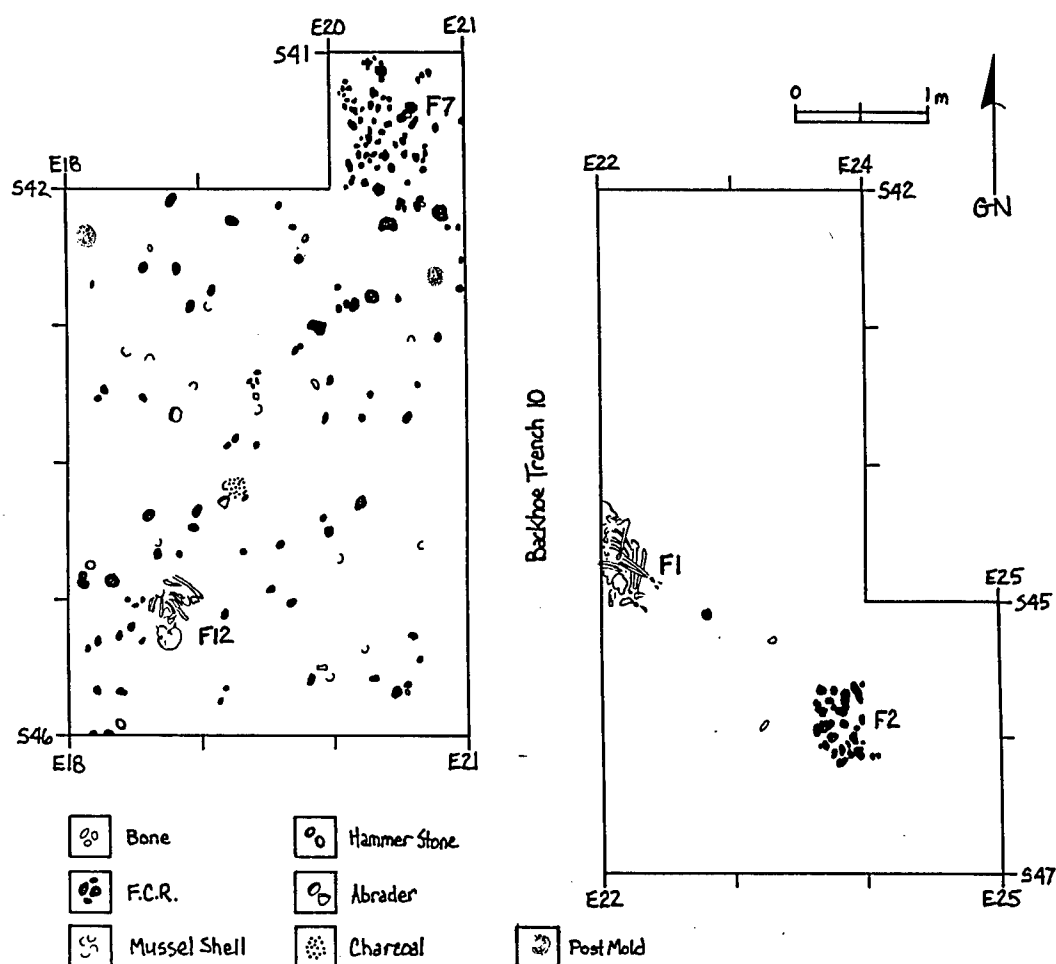 E20 E21
S41
F7
0 1m
E18
S42
E22 E24
S42
GN
Backhoe Trench 10
F1
E25
S45
F12
F2
S46
E18 E21
S47
E22 E25
Bone Hammer Stone
F.C.R. Abrader
Mussel Shell Charcoal Post Mold